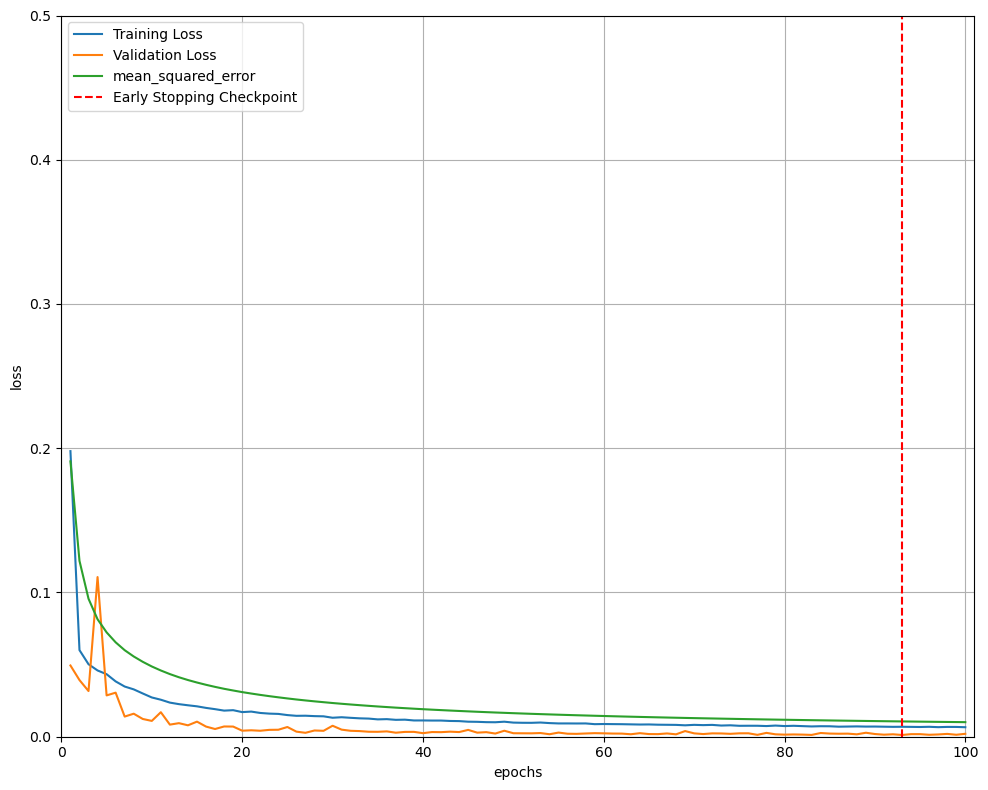 0.5
Training Loss
Validation Loss
mean_squared_error
Early Stopping Checkpoint
0.4
0.3
loss
0.2
0.1
0.0
0 20 40 60 80 100
epochs